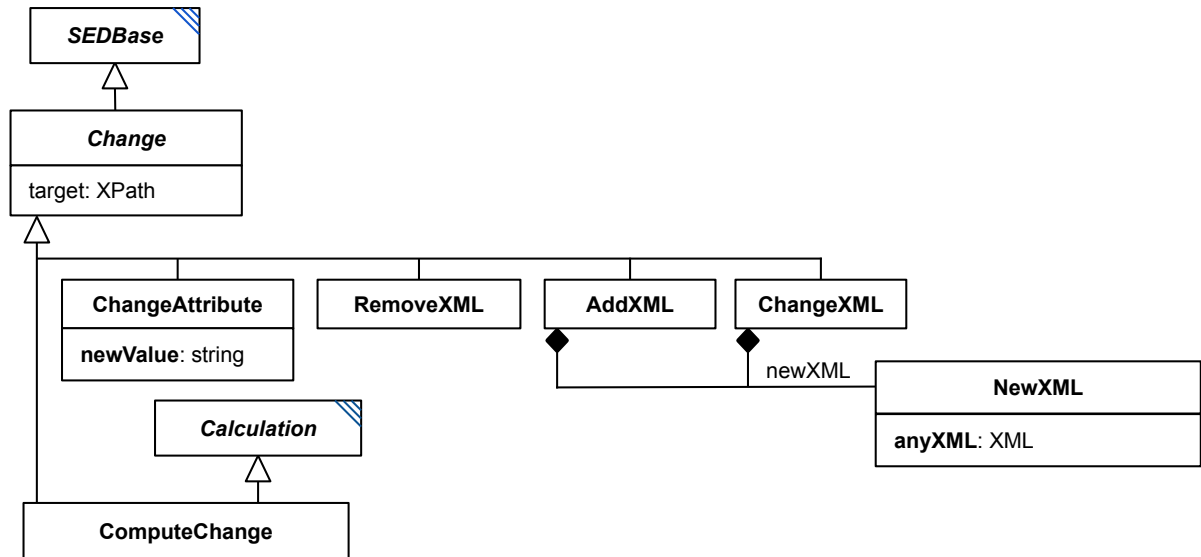 SEDBase
Change
target: XPath
ChangeAttribute
newValue: string
RemoveXML
AddXML
ChangeXML
newXML
NewXML
anyXML: XML
Calculation
ComputeChange